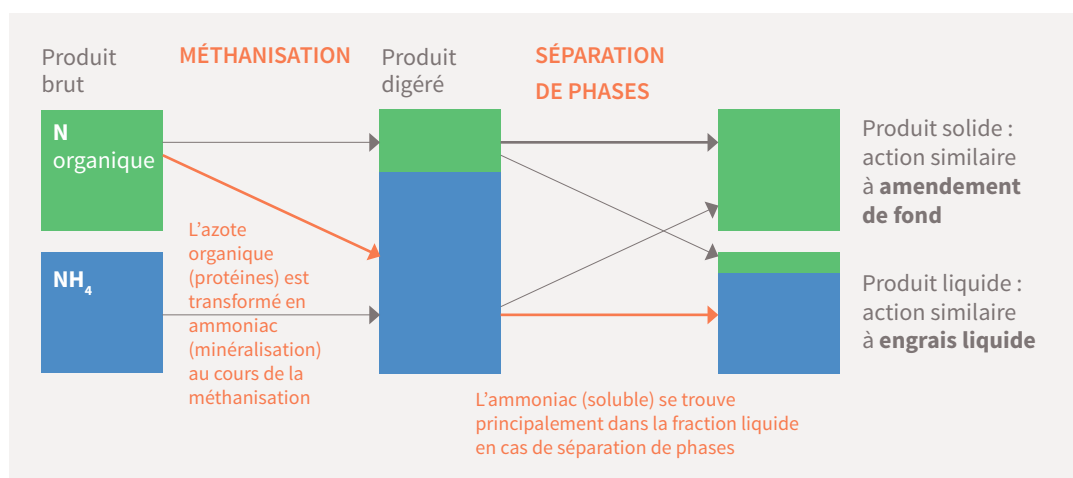 Produit
brut
MÉTHANISATION
Produit
digéré
SÉPARATION
DE PHASES
N
organique
NH4
L’azote
organique
(protéines) est
transformé en
ammoniac
(minéralisation)
au cours de la
méthanisation
Produit solide :
action similaire
à amendement
de fond
Produit liquide :
action similaire
à engrais liquide
L’ammoniac (soluble) se trouve
principalement dans la fraction liquide
en cas de séparation de phases